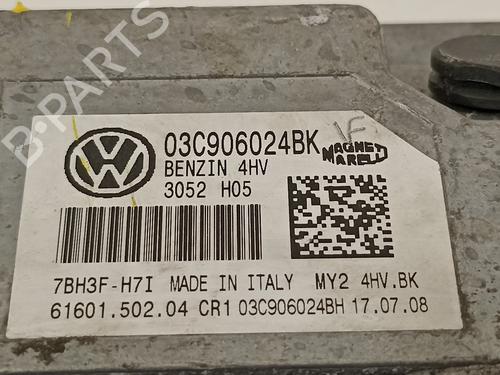 B-PARTS
03C906024BK
BENZIN 4HV
3052 H05
VF
MAGNETI
MARELLI
7BH3F-H7I MADE IN ITALY MY2 4HV.BK
61601.502.04 CR1 03C906024BH 17.07.08